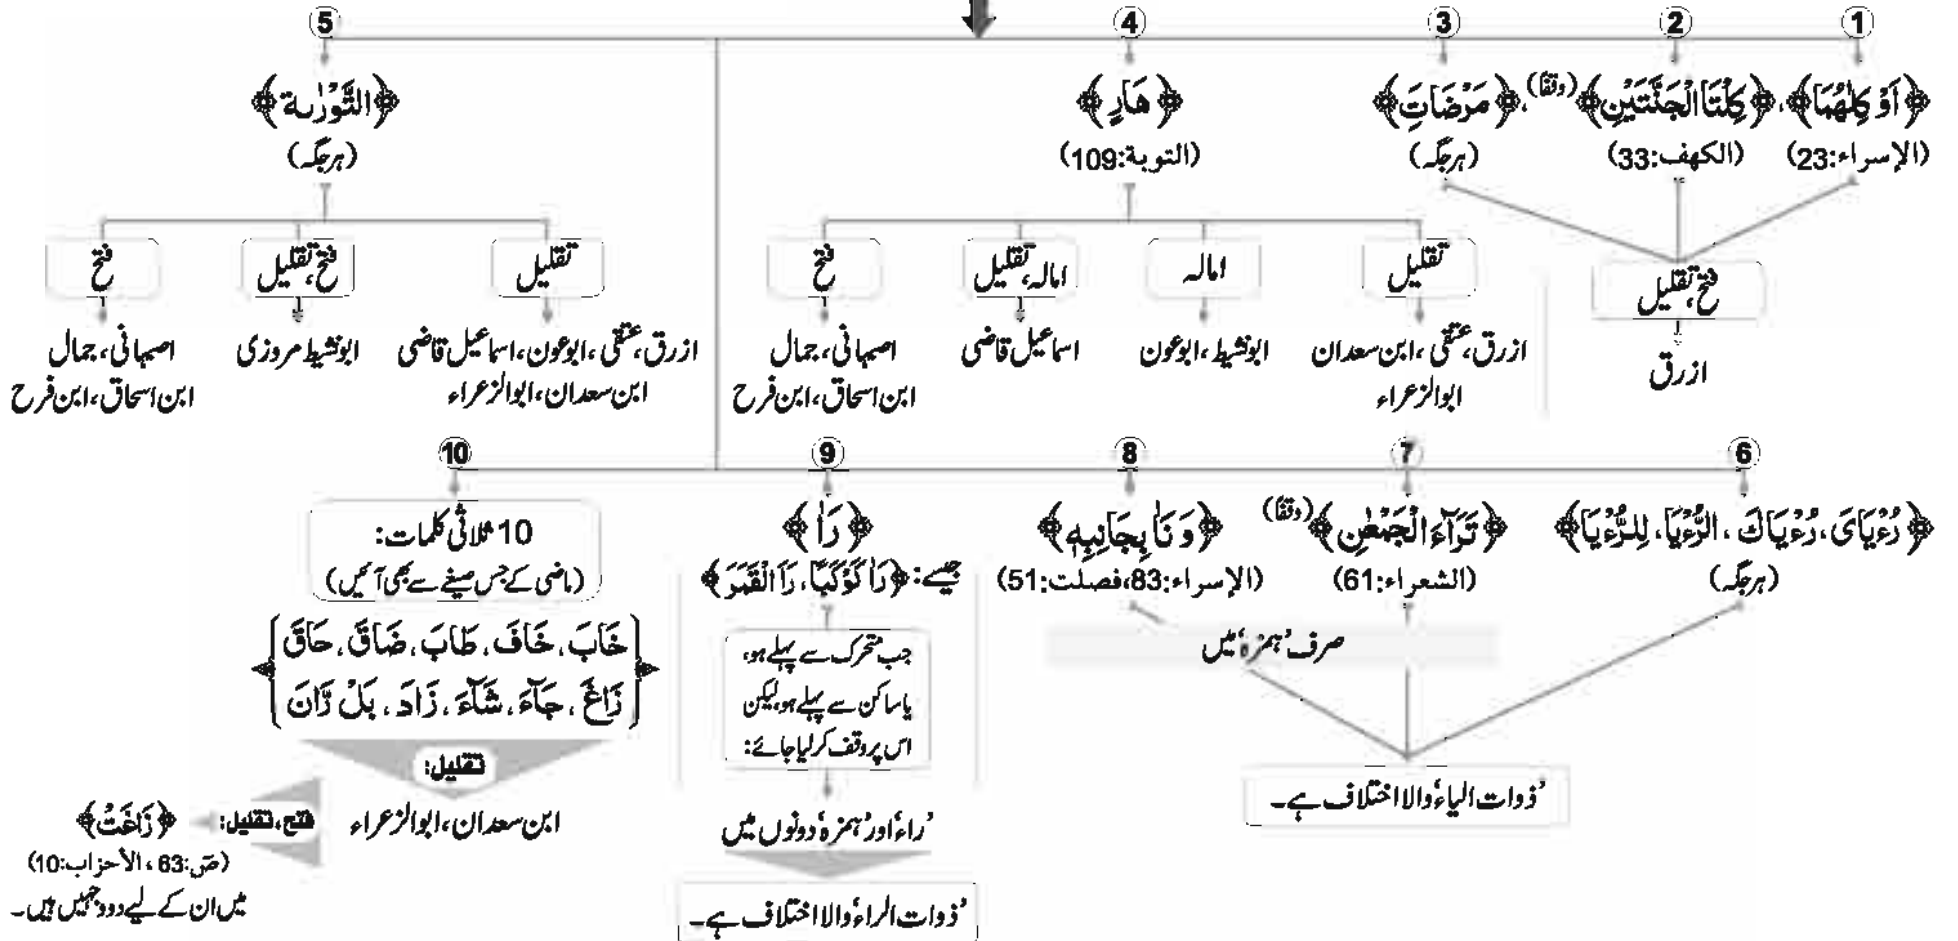 ① ② ③ ④ ⑤
﴿اَوْ كِلٰهُمَا﴾، ﴿كِلْتَا الْجَنَّتَيْنِ﴾ (وقفًا)، ﴿مَرْضَاتِ﴾
(الإسراء:23) (الكهف:33) (ہر جگہ)
فتح، تقلیل
ازرق
﴿هَارٍ﴾
(التوبة:109)
تقلیل
ازرق، عتقی، ابن سعدان
ابوالزعراء
امالہ
ابونشیط، ابوعون
امالہ، تقلیل
اسماعیل قاضی
فتح
اصبہانی، جمال
ابن اسحاق، ابن فرح
﴿التَّوْرٰىة﴾
(ہر جگہ)
تقلیل
ازرق، عتقی، ابوعون، اسماعیل قاضی
ابن سعدان، ابوالزعراء
فتح، تقلیل
ابونشیط مروزی
فتح
اصبہانی، جمال
ابن اسحاق، ابن فرح
⑥ ⑦ ⑧ ⑨ ⑩
﴿رُءْيَاىَ، رُءْيَاكَ، الرُّءْيَا، لِلرُّءْيَا﴾
(ہر جگہ)
﴿تَرَآءَ الْجَمْعٰنِ﴾ (وقفًا)
(الشعراء:61)
﴿وَنَاٰ بِجَانِبِهٖ﴾
(الإسراء:83، فصلت:51)
صرف ’ہمزہ‘ میں
’ذوات الیاء‘ والا اختلاف ہے۔
﴿رَاٰ﴾
جیسے: ﴿رَاٰ كَوْكَبًا، رَاَ الْقَمَرَ﴾
جب متحرک سے پہلے ہو،
یا ساکن سے پہلے ہو، لیکن
اس پر وقف کر لیا جائے:
’راء‘ اور ’ہمزہ‘ دونوں میں
’ذوات الراء‘ والا اختلاف ہے۔
10 ثلاثی کلمات:
(ماضی کے جس صیغے سے بھی آئیں)
خَابَ، خَافَ، طَابَ، ضَاقَ، حَاقَ
زَاغَ، جَآءَ، شَآءَ، زَادَ، بَلْ رَّانَ
تقلیل:
ابن سعدان، ابوالزعراء
فتح، تقلیل: ﴿زَاغَتْ﴾
(صٓ:63، الأحزاب:10)
میں ان کے لیے دو وجہیں ہیں۔